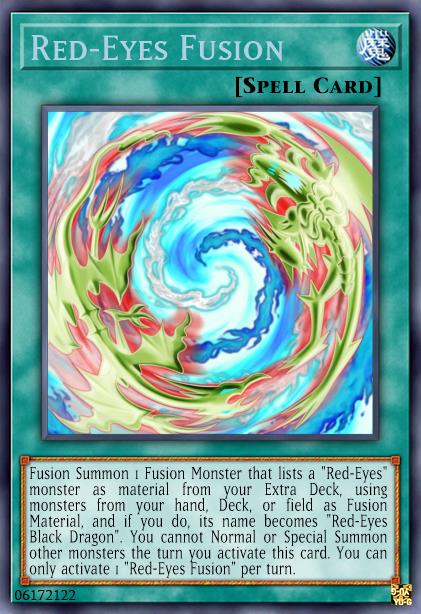 Red-Eyes Fusion
魔
[Spell Card]
Fusion Summon 1 Fusion Monster that lists a "Red-Eyes"
monster as material from your Extra Deck, using
monsters from your hand, Deck, or field as Fusion
Material, and if you do, its name becomes "Red-Eyes
Black Dragon". You cannot Normal or Special Summon
other monsters the turn you activate this card. You can
only activate 1 "Red-Eyes Fusion" per turn.
06172122